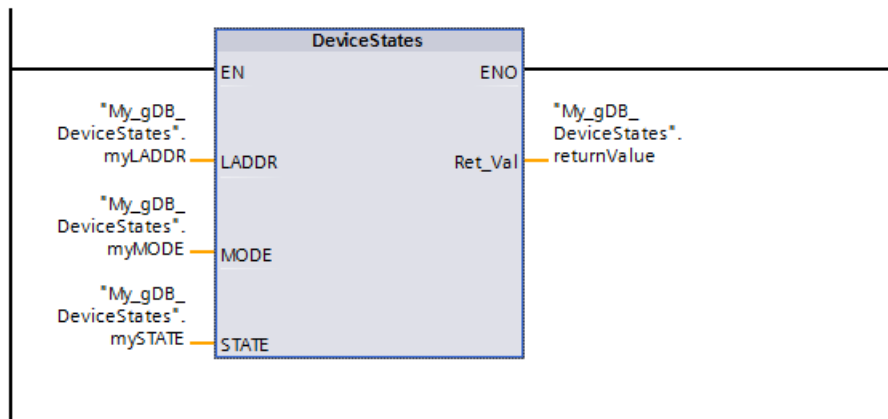 DeviceStates
EN
ENO
"My_gDB_
DeviceStates".
myLADDR
LADDR
Ret_Val
"My_gDB_
DeviceStates".
returnValue
"My_gDB_
DeviceStates".
myMODE
MODE
"My_gDB_
DeviceStates".
mySTATE
STATE